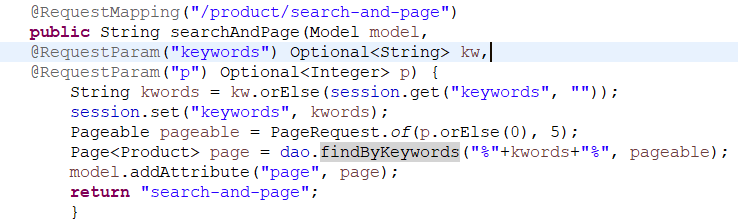 @RequestMapping("/product/search-and-page")
public String searchAndPage(Model model,
@RequestParam("keywords") Optional<String> kw,
@RequestParam("p") Optional<Integer> p) {
String kwords = kw.orElse(session.get("keywords", ""));
session.set("keywords", kwords);
Pageable pageable = PageRequest.of(p.orElse(0), 5);
Page<Product> page = dao.findByKeywords("%"+kwords+"%", pageable);
model.addAttribute("page", page);
return "search-and-page";
}